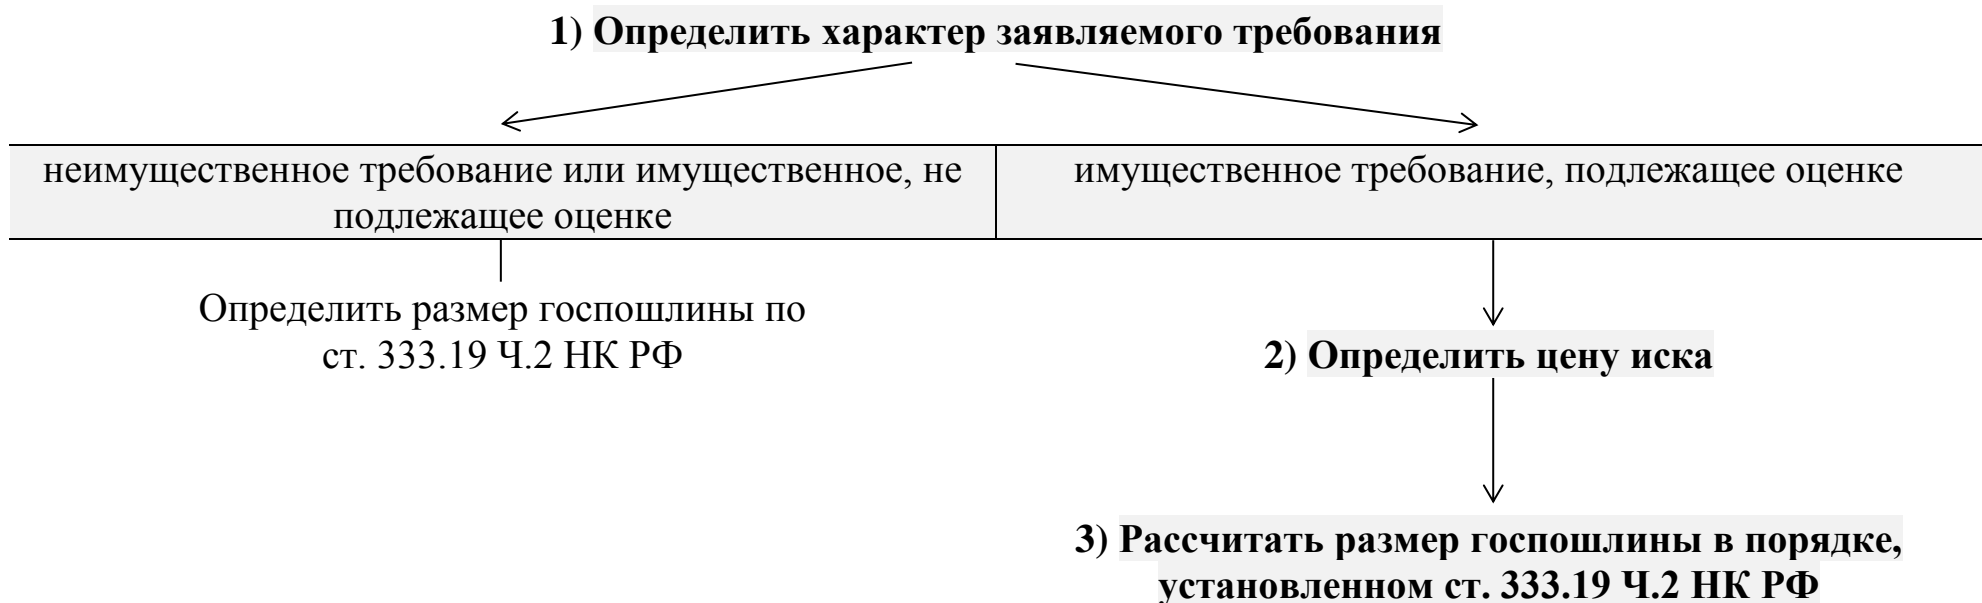 1) Определить характер заявляемого требования
неимущественное требование или имущественное, не
подлежащее оценке
имущественное требование, подлежащее оценке
Определить размер госпошлины по
ст. 333.19 Ч.2 НК РФ
2) Определить цену иска
3) Рассчитать размер госпошлины в порядке,
установленном ст. 333.19 Ч.2 НК РФ